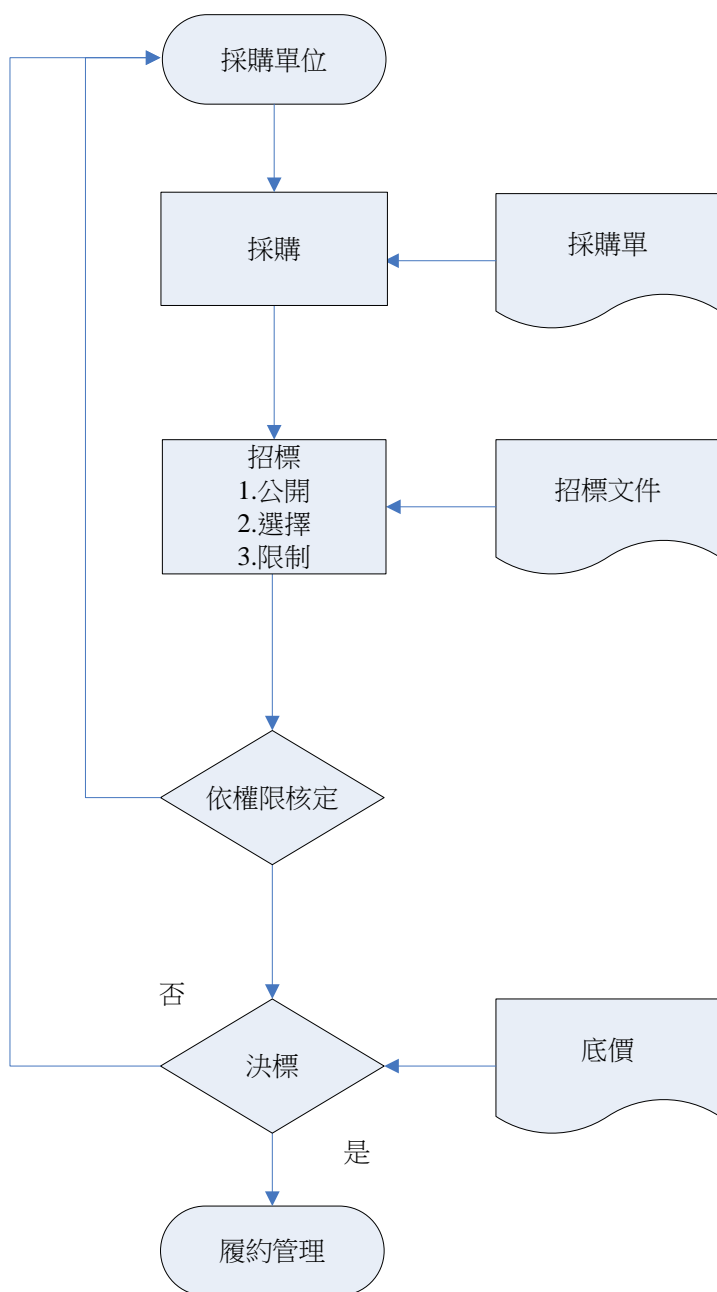 採購單位
採購
採購單
招標
1.公開
2.選擇
3.限制
招標文件
依權限核定
否
決標
底價
是
履約管理